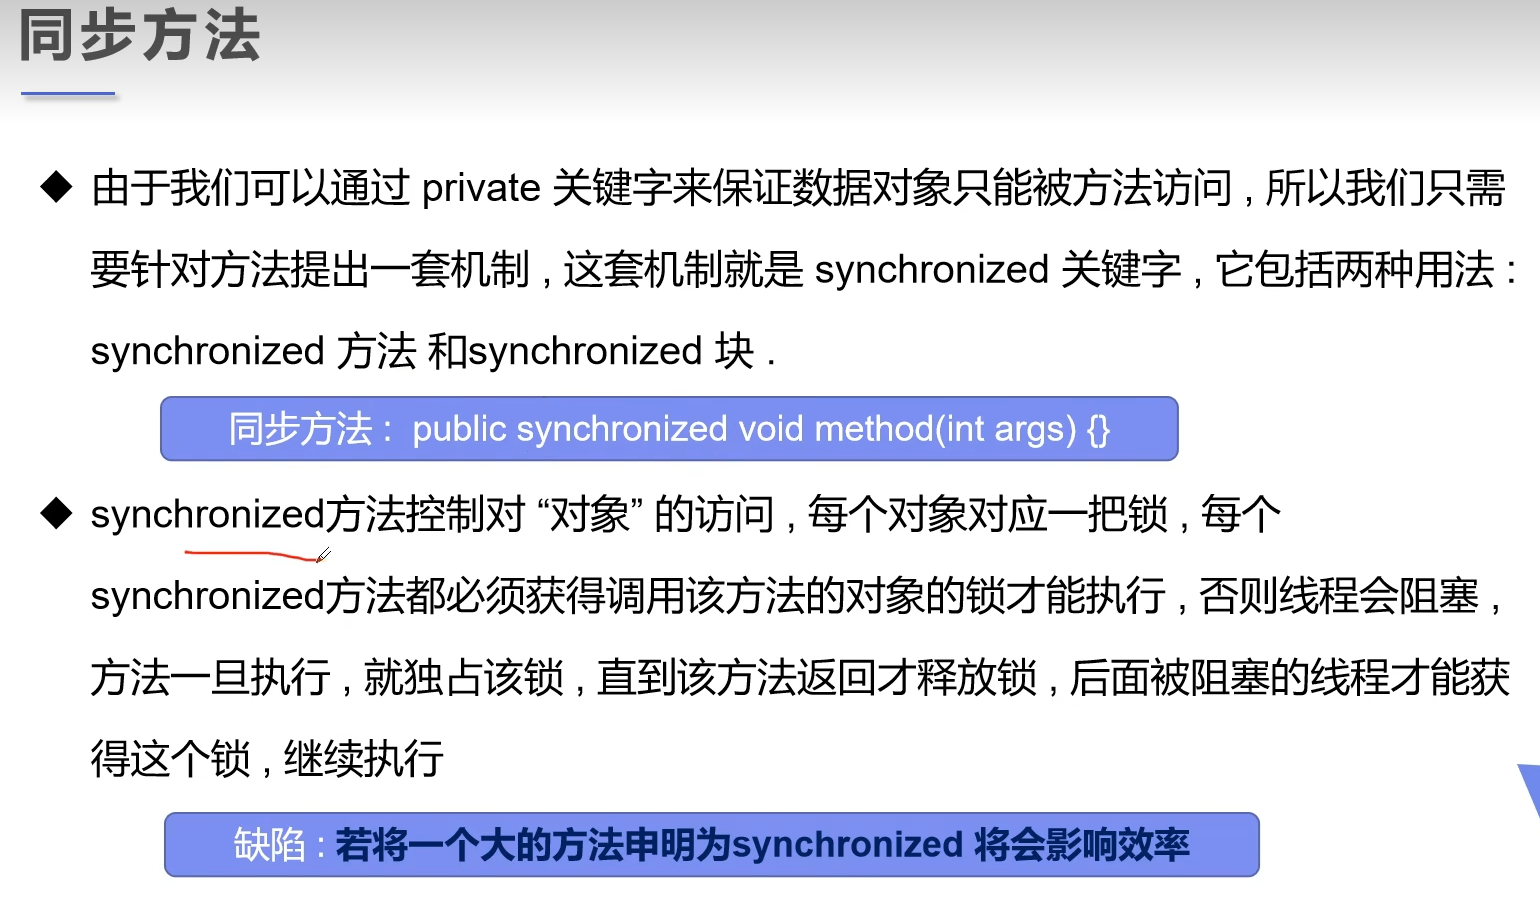 同步方法
由于我们可以通过 private 关键字来保证数据对象只能被方法访问 , 所以我们只需
要针对方法提出一套机制 , 这套机制就是 synchronized 关键字 , 它包括两种用法 :
synchronized 方法 和synchronized 块 .
同步方法 : public synchronized void method(int args) {}
synchronized方法控制对 “对象” 的访问 , 每个对象对应一把锁 , 每个
synchronized方法都必须获得调用该方法的对象的锁才能执行 , 否则线程会阻塞 ,
方法一旦执行 , 就独占该锁 , 直到该方法返回才释放锁 , 后面被阻塞的线程才能获
得这个锁 , 继续执行
缺陷 : 若将一个大的方法申明为synchronized 将会影响效率